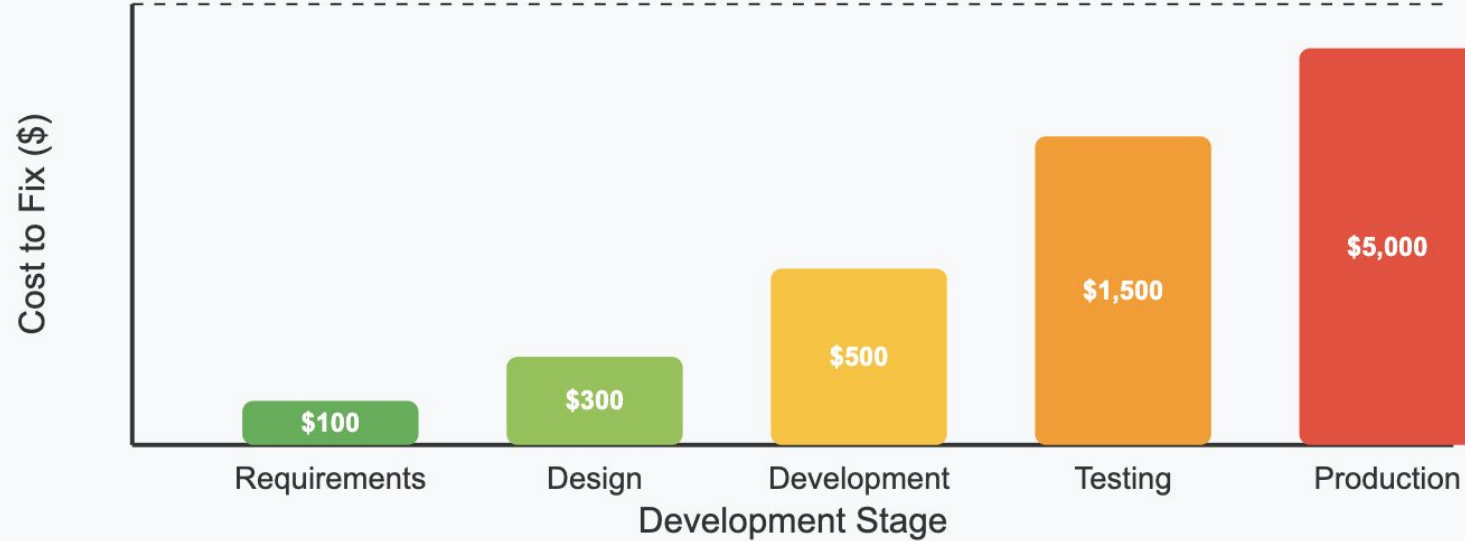 Cost to Fix ($)
$100
$300
$500
$1,500
$5,000
Requirements
Design
Development
Testing
Production
Development Stage